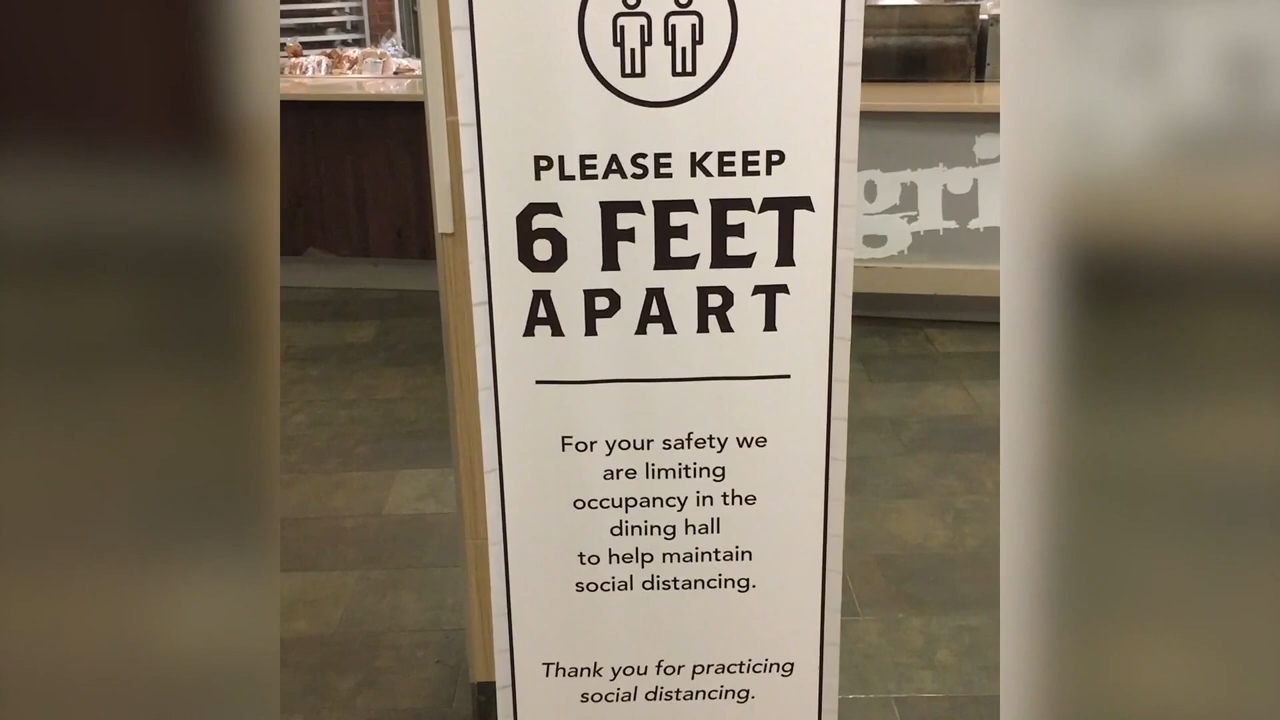 PLEASE KEEP
6 FEET
APART
For your safety we
are limiting
occupancy in the
dining hall
to help maintain
social distancing.
Thank you for practicing
social distancing.
gri